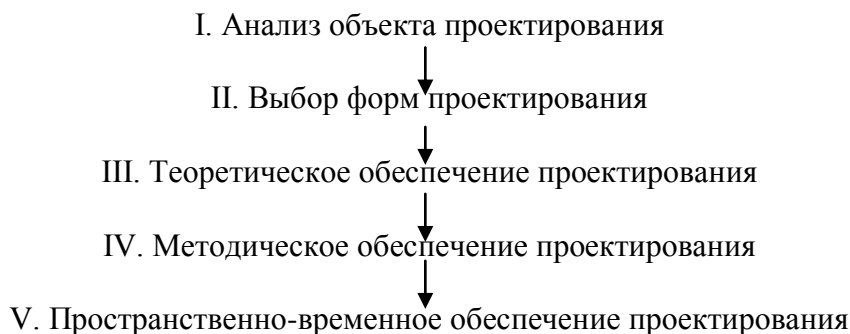 I. Анализ объекта проектирования
II. Выбор форм проектирования
III. Теоретическое обеспечение проектирования
IV. Методическое обеспечение проектирования
V. Пространственно-временное обеспечение проектирования